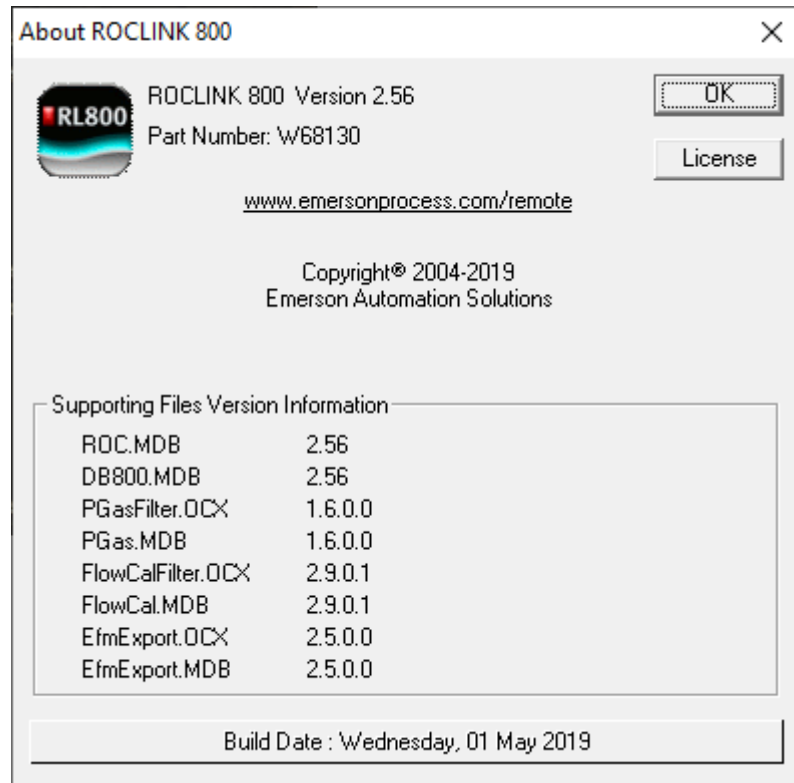 About ROCLINK 800
RL800
ROCLINK 800 Version 2.56
Part Number: W68130
OK
License
www.emersonprocess.com/remote
Copyright® 2004-2019
Emerson Automation Solutions
Supporting Files Version Information
ROC.MDB 2.56
DB800.MDB 2.56
PGasFilter.OCX 1.6.0.0
PGas.MDB 1.6.0.0
FlowCalFilter.OCX 2.9.0.1
FlowCal.MDB 2.9.0.1
EfmExport.OCX 2.5.0.0
EfmExport.MDB 2.5.0.0
Build Date : Wednesday, 01 May 2019